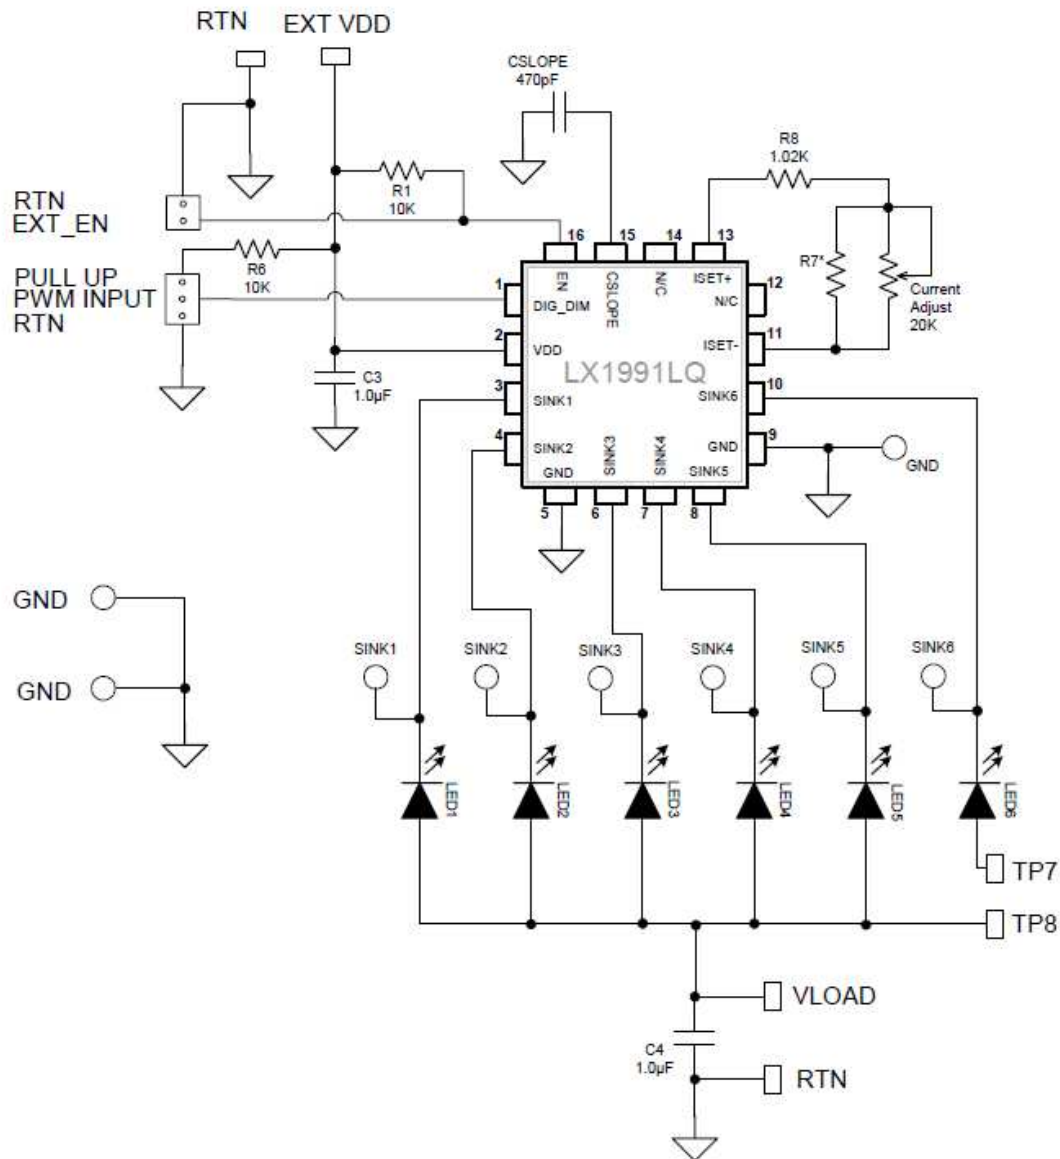 RTN
EXT VDD
CSLOPE
470pF
R8
1.02K
R1
10K
RTN
EXT_EN
R6
10K
PULL UP
PWM INPUT
RTN
16
15
14
13
EN
CSLOPE
N/C
ISET+
R7*
Current
Adjust
20K
1
DIG_DIM
N/C
12
2
VDD
ISET-
11
LX1991LQ
C3
1.0µF
3
SINK1
SINK6
10
4
SINK2
SINK3
SINK4
GND
9
GND
GND
SINK5
5
6
7
8
GND
GND
SINK1
SINK2
SINK3
SINK4
SINK5
SINK6
LED1
LED2
LED3
LED4
LED5
LED6
TP7
TP8
VLOAD
C4
1.0µF
RTN